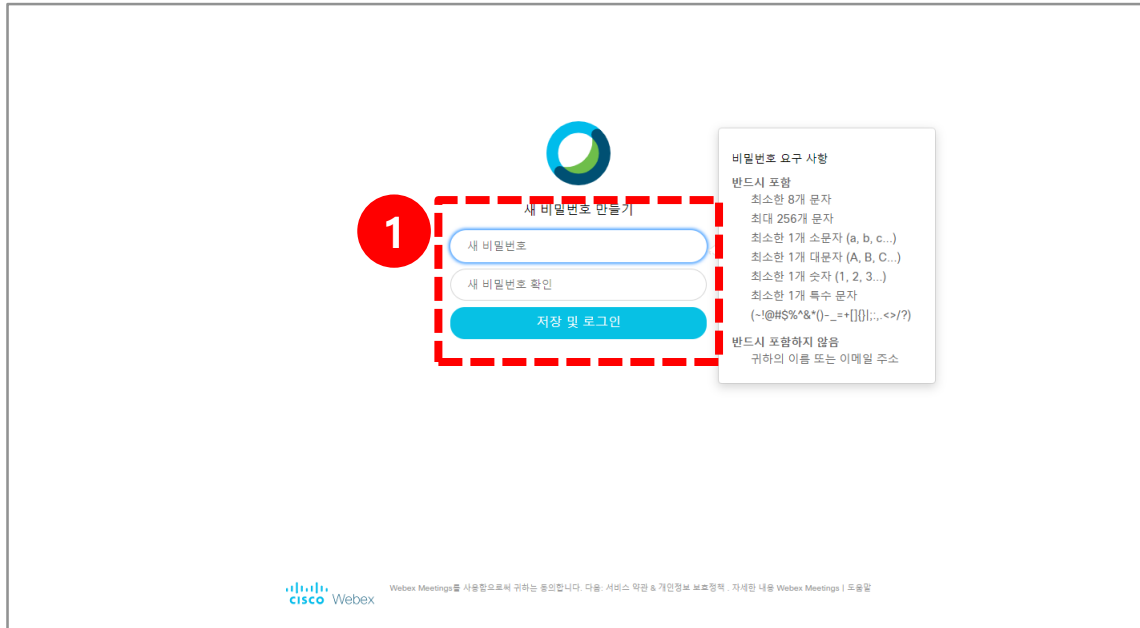 1
새 비밀번호 만들기
새 비밀번호
새 비밀번호 확인
저장 및 로그인
비밀번호 요구 사항
반드시 포함
최소한 8개 문자
최대 256개 문자
최소한 1개 소문자 (a, b, c...)
최소한 1개 대문자 (A, B, C...)
최소한 1개 숫자 (1, 2, 3...)
최소한 1개 특수 문자
(~!@#$%^&*()-_=+[]{}|;:,.<>/?)
반드시 포함하지 않음
귀하의 이름 또는 이메일 주소
CISCO Webex
Webex Meetings를 사용함으로써 귀하는 동의합니다. 다음: 서비스 약관 & 개인정보 보호정책 . 자세한 내용 Webex Meetings | 도움말